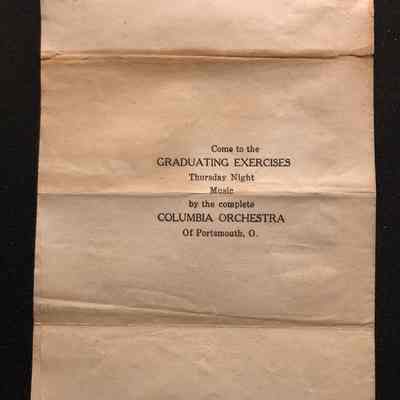 Come to the
GRADUATING EXERCISES
Thursday Night
Music
by the complete
COLUMBIA ORCHESTRA
Of Portsmouth, O.